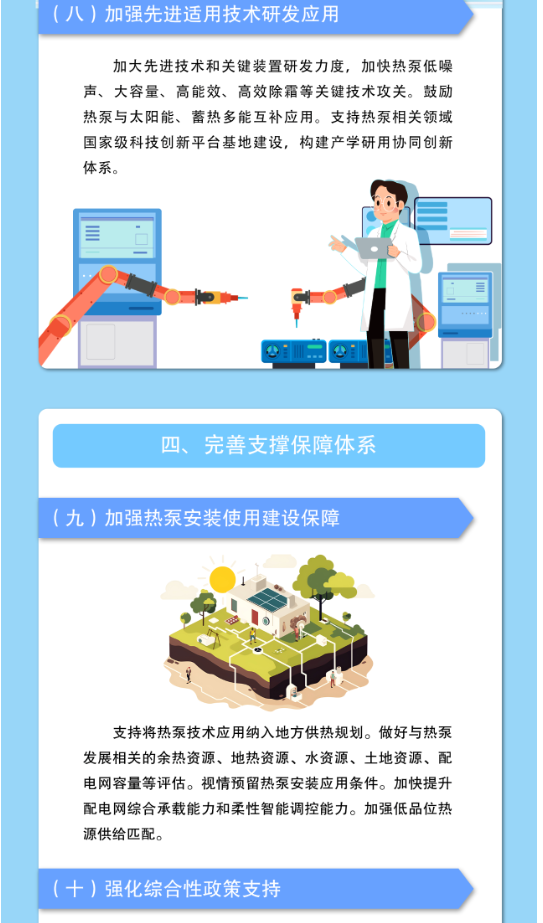 （八）加强先进适用技术研发应用
加大先进技术和关键装置研发力度，加快热泵低噪
声、大容量、高能效、高效除霜等关键技术攻关。鼓励
热泵与太阳能、蓄热多能互补应用。支持热泵相关领域
国家级科技创新平台基地建设，构建产学研用协同创新
体系。
四、完善支撑保障体系
（九）加强热泵安装使用建设保障
支持将热泵技术应用纳入地方供热规划。做好与热泵
发展相关的余热资源、地热资源、水资源、土地资源、配
电网容量等评估。视情预留热泵安装应用条件。加快提升
配电网综合承载能力和柔性智能调控能力。加强低品位热
源供给匹配。
（十）强化综合性政策支持